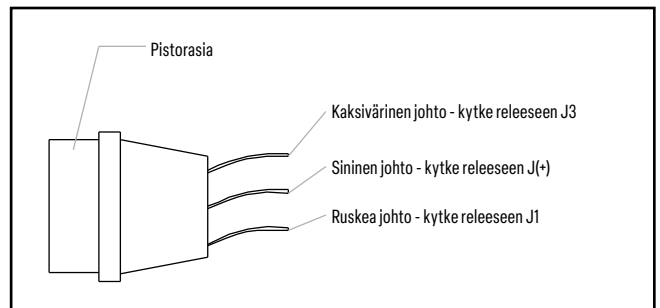 Pistorasia
Kaksivärinen johto - kytke releeseen J3
Sininen johto - kytke releeseen J(+)
Ruskea johto - kytke releeseen J1